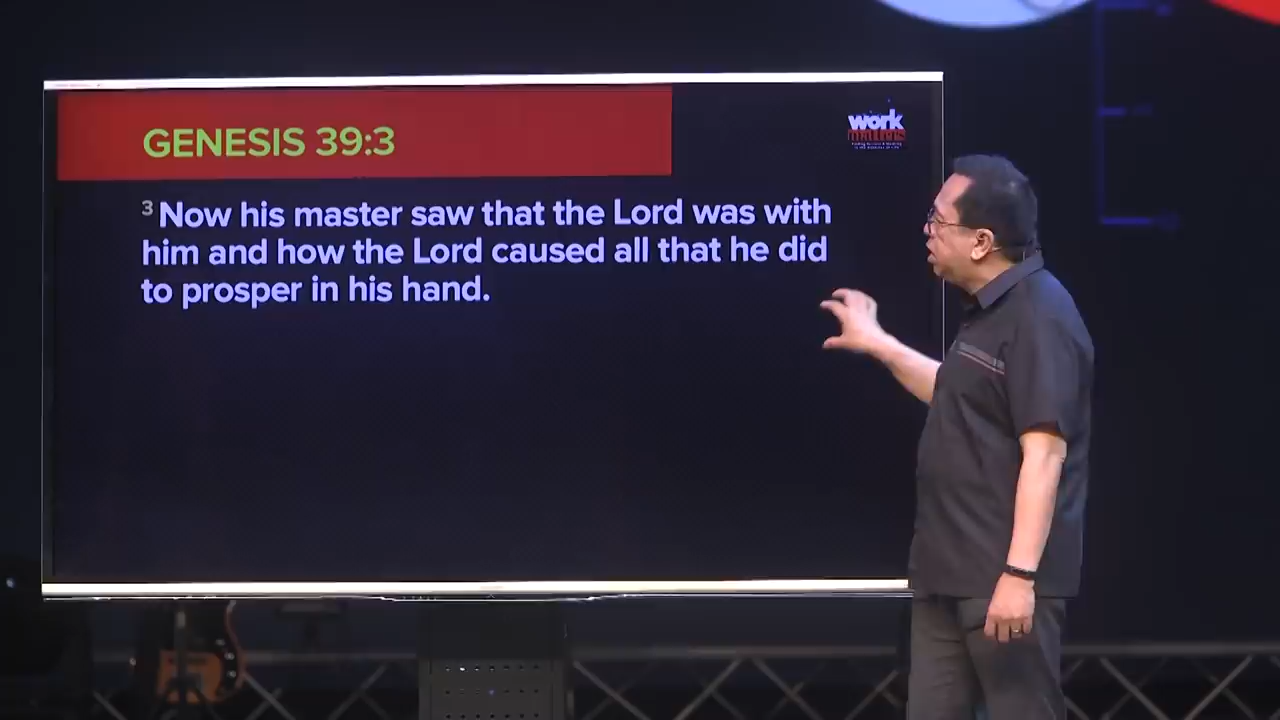 GENESIS 39:3
work
matters
3 Now his master saw that the Lord was with
him and how the Lord caused all that he did
to prosper in his hand.